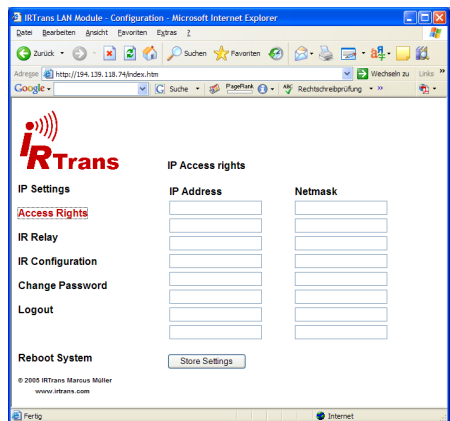 IRTrans LAN Module - Configuration - Microsoft Internet Explorer
Datei Bearbeiten Ansicht Favoriten Extras ?
Zurück Suchen Favoriten
Adresse http://194.139.118.74/index.htm Wechseln zu Links »
Google Suche PageRank ABC Rechtschreibprüfung »
IRTrans
IP Access rights
IP Settings
IP Address Netmask
Access Rights
IR Relay
IR Configuration
Change Password
Logout
Reboot System
Store Settings
© 2005 IRTrans Marcus Müller
www.irtrans.com
Fertig Internet